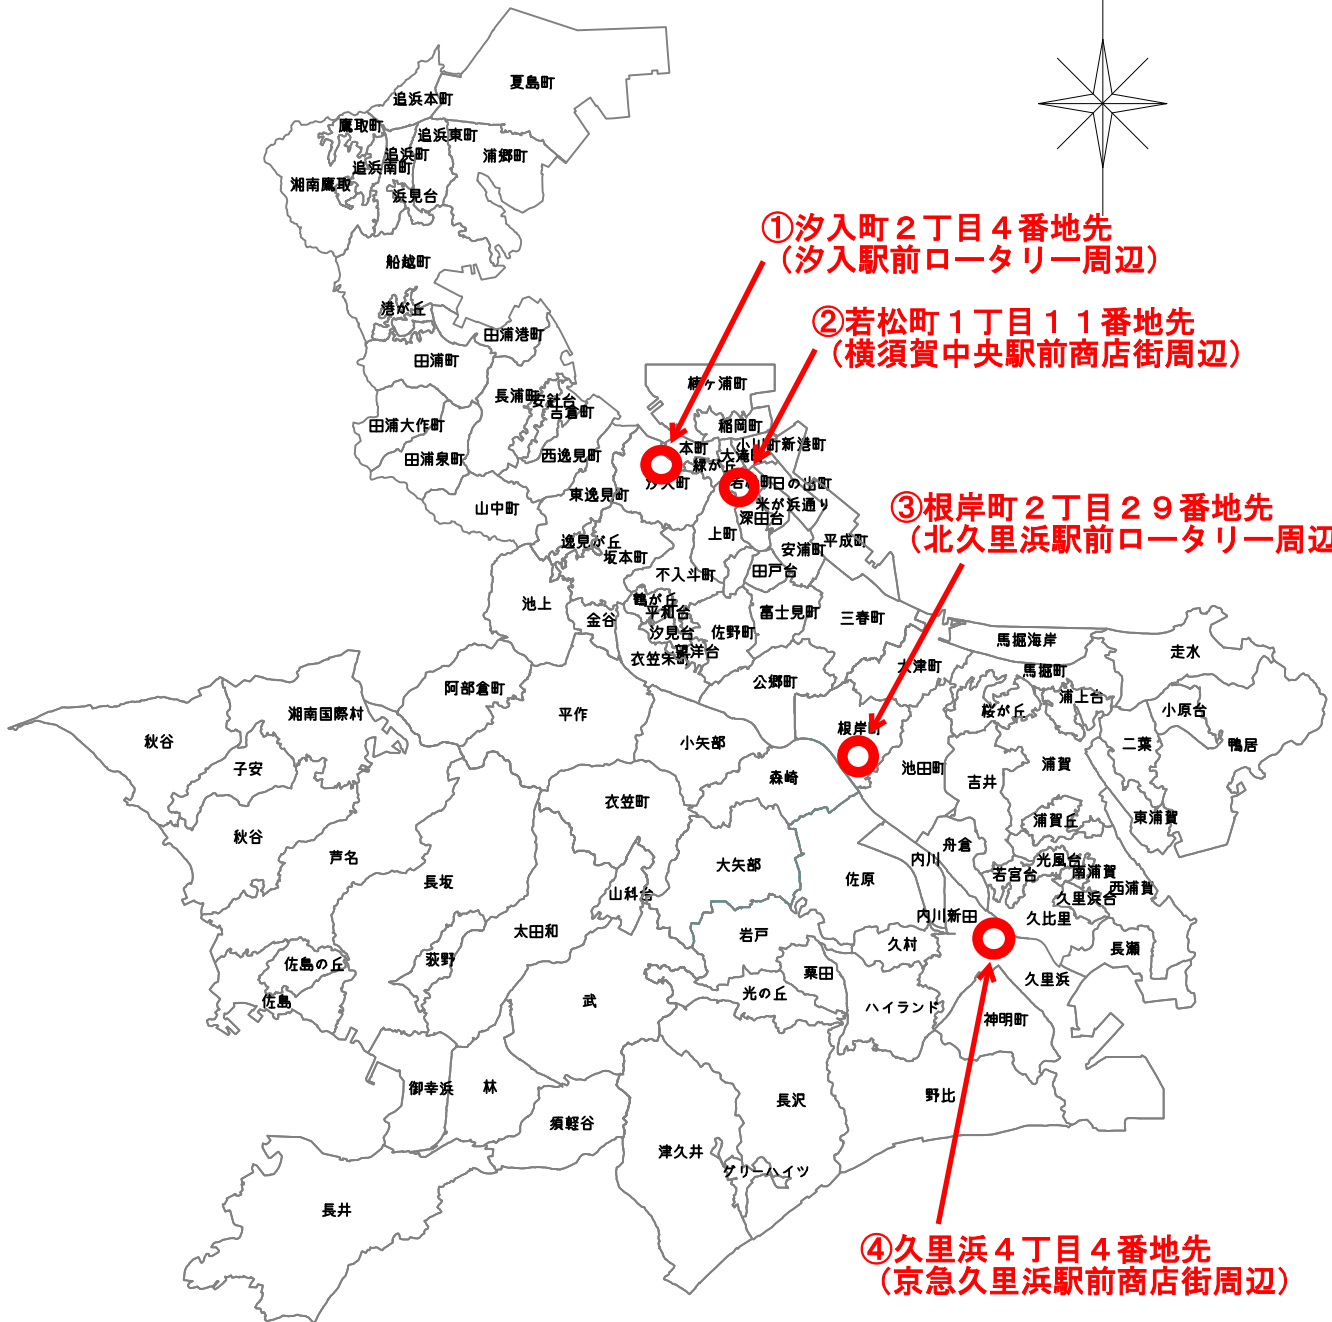 夏島町
追浜本町
鷹取町
追浜東町
追浜町
浦郷町
追浜南町
湘南鷹取
浜見台
①汐入町２丁目４番地先
（汐入駅前ロータリー周辺）
船越町
港が丘
②若松町１丁目１１番地先
（横須賀中央駅前商店街周辺）
田浦港町
田浦町
楠ヶ浦町
長浦町
安針台
吉倉町
田浦大作町
稲岡町
小川町
新港町
本町
大滝町
西逸見町
田浦泉町
緑が丘
汐入町
若松町
日の出町
東逸見町
米が浜通り
山中町
深田台
③根岸町２丁目２９番地先
（北久里浜駅前ロータリー周辺
上町
逸見が丘
坂本町
安浦町
平成町
不入斗町
田戸台
池上
鶴が丘
平和台
金谷
富士見町
三春町
汐見台
佐野町
馬堀海岸
望洋台
衣笠栄町
走水
大津町
馬堀町
公郷町
阿部倉町
浦上台
湘南国際村
平作
桜が丘
小原台
秋谷
小矢部
根岸町
二葉
鴨居
子安
森崎
池田町
浦賀
吉井
衣笠町
秋谷
浦賀丘
東浦賀
芦名
舟倉
大矢部
内川
光風台
長坂
佐原
若宮台
南浦賀
西浦賀
山科台
久里浜台
内川新田
久比里
太田和
岩戸
久村
長瀬
荻野
佐島の丘
粟田
久里浜
佐島
武
光の丘
ハイランド
神明町
御幸浜
林
長沢
野比
須軽谷
津久井
グリーンハイツ
長井
④久里浜４丁目４番地先
（京急久里浜駅前商店街周辺）